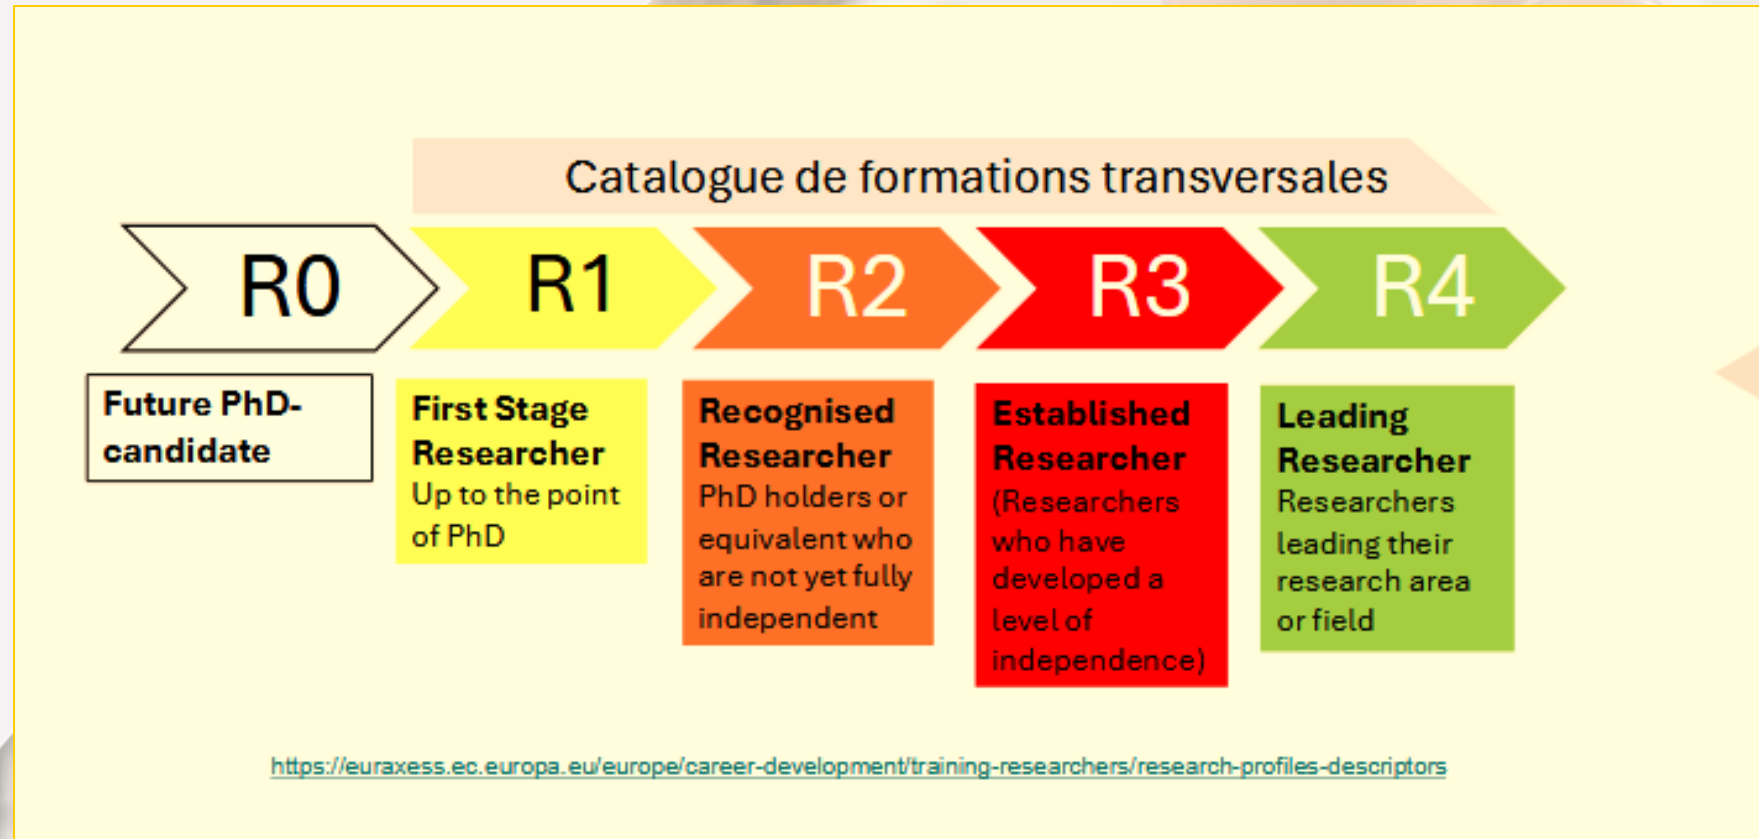 Catalogue de formations transversales
R0
R1
R2
R3
R4
Future PhD-
candidate
First Stage
Researcher
Up to the point
of PhD
Recognised
Researcher
PhD holders or
equivalent who
are not yet fully
independent
Established
Researcher
(Researchers
who have
developed a
level of
independence)
Leading
Researcher
Researchers
leading their
research area
or field
https://euraxess.ec.europa.eu/europe/career-development/training-researchers/research-profiles-descriptors